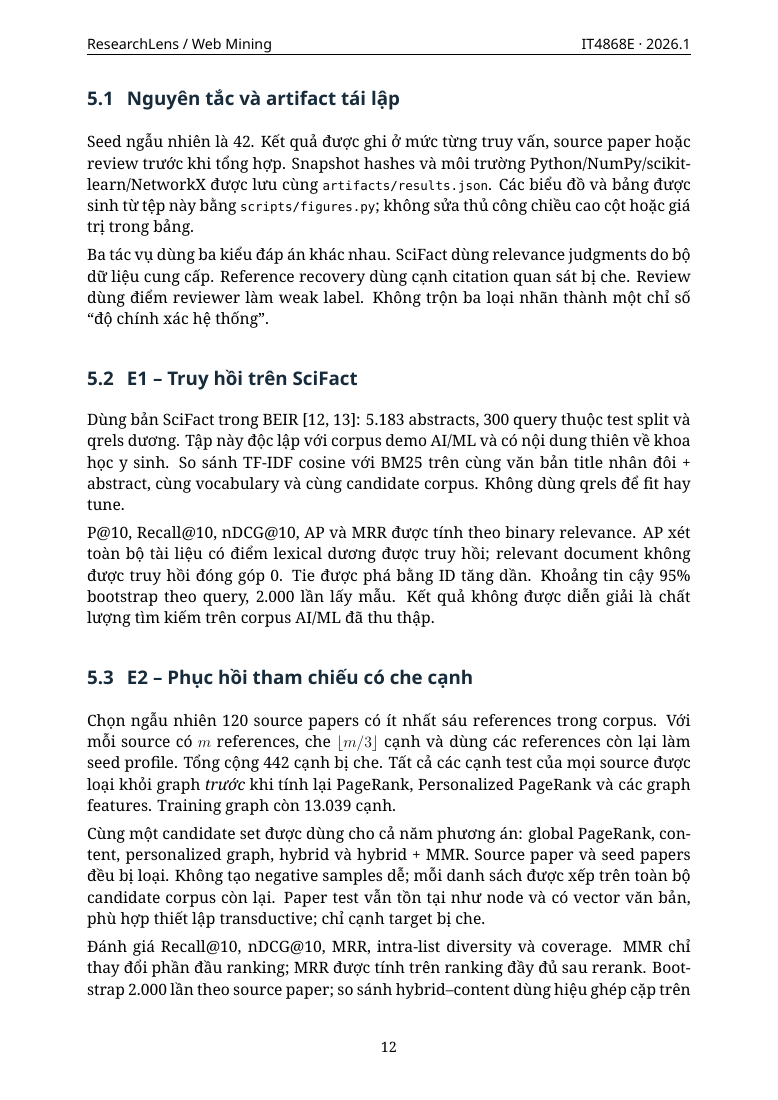 ResearchLens / Web Mining
IT4868E · 2026.1
5.1 Nguyên tắc và artifact tái lập
Seed ngẫu nhiên là 42. Kết quả được ghi ở mức từng truy vấn, source paper hoặc
review trước khi tổng hợp. Snapshot hashes và môi trường Python/NumPy/scikit-
learn/NetworkX được lưu cùng artifacts/results.json. Các biểu đồ và bảng được
sinh từ tệp này bằng scripts/figures.py; không sửa thủ công chiều cao cột hoặc giá
trị trong bảng.
Ba tác vụ dùng ba kiểu đáp án khác nhau. SciFact dùng relevance judgments do bộ
dữ liệu cung cấp. Reference recovery dùng cạnh citation quan sát bị che. Review
dùng điểm reviewer làm weak label. Không trộn ba loại nhãn thành một chỉ số
“độ chính xác hệ thống”.
5.2 E1 – Truy hồi trên SciFact
Dùng bản SciFact trong BEIR [12, 13]: 5.183 abstracts, 300 query thuộc test split và
qrels dương. Tập này độc lập với corpus demo AI/ML và có nội dung thiên về khoa
học y sinh. So sánh TF-IDF cosine với BM25 trên cùng văn bản title nhân đôi +
abstract, cùng vocabulary và cùng candidate corpus. Không dùng qrels để fit hay
tune.
P@10, Recall@10, nDCG@10, AP và MRR được tính theo binary relevance. AP xét
toàn bộ tài liệu có điểm lexical dương được truy hồi; relevant document không
được truy hồi đóng góp 0. Tie được phá bằng ID tăng dần. Khoảng tin cậy 95%
bootstrap theo query, 2.000 lần lấy mẫu. Kết quả không được diễn giải là chất
lượng tìm kiếm trên corpus AI/ML đã thu thập.
5.3 E2 – Phục hồi tham chiếu có che cạnh
Chọn ngẫu nhiên 120 source papers có ít nhất sáu references trong corpus. Với
mỗi source có m references, che ⌊m/3⌋ cạnh và dùng các references còn lại làm
seed profile. Tổng cộng 442 cạnh bị che. Tất cả các cạnh test của mọi source được
loại khỏi graph trước khi tính lại PageRank, Personalized PageRank và các graph
features. Training graph còn 13.039 cạnh.
Cùng một candidate set được dùng cho cả năm phương án: global PageRank, con-
tent, personalized graph, hybrid và hybrid + MMR. Source paper và seed papers
đều bị loại. Không tạo negative samples dễ; mỗi danh sách được xếp trên toàn bộ
candidate corpus còn lại. Paper test vẫn tồn tại như node và có vector văn bản,
phù hợp thiết lập transductive; chỉ cạnh target bị che.
Đánh giá Recall@10, nDCG@10, MRR, intra-list diversity và coverage. MMR chỉ
thay đổi phần đầu ranking; MRR được tính trên ranking đầy đủ sau rerank. Boot-
strap 2.000 lần theo source paper; so sánh hybrid–content dùng hiệu ghép cặp trên
12